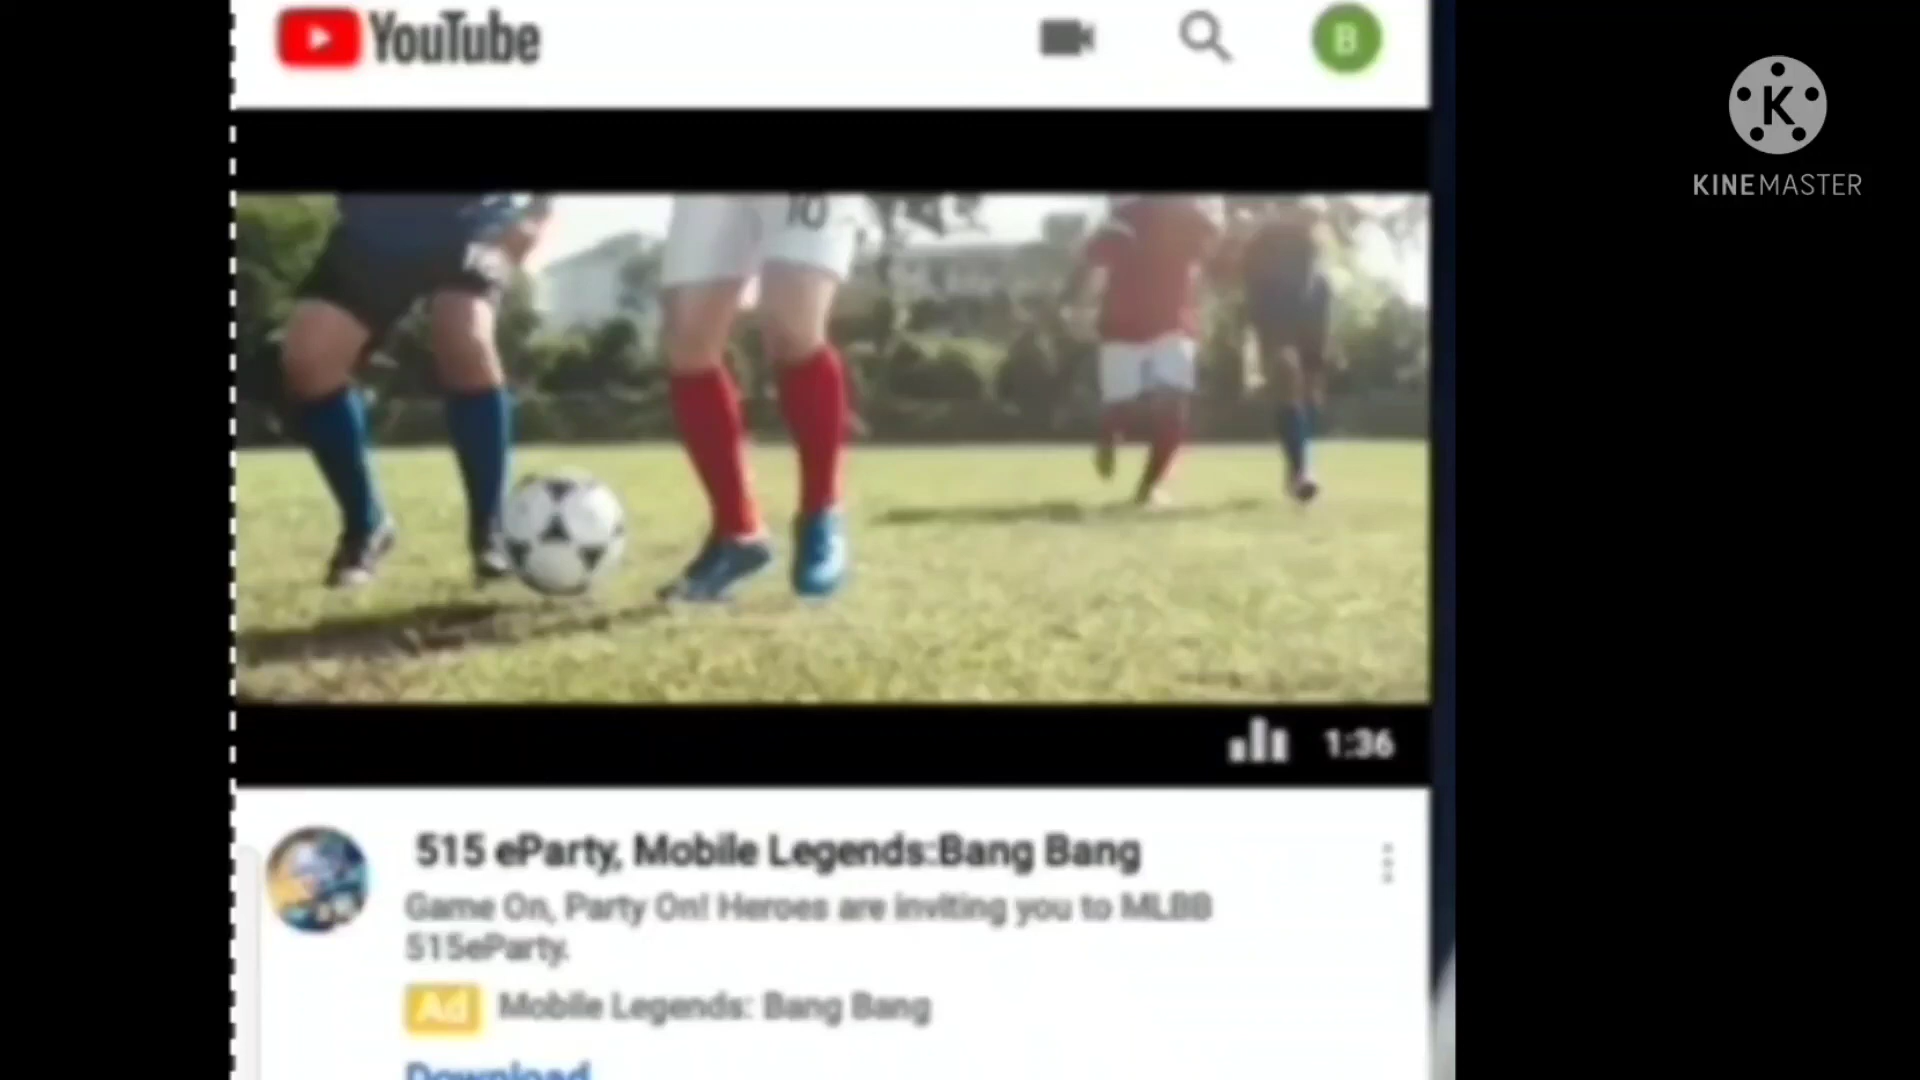 YouTube
B
K
KINEMASTER
10
1:36
515 eParty, Mobile Legends:Bang Bang
Game On, Party On! Heroes are inviting you to MLBB
515eParty.
Ad Mobile Legends: Bang Bang
Download